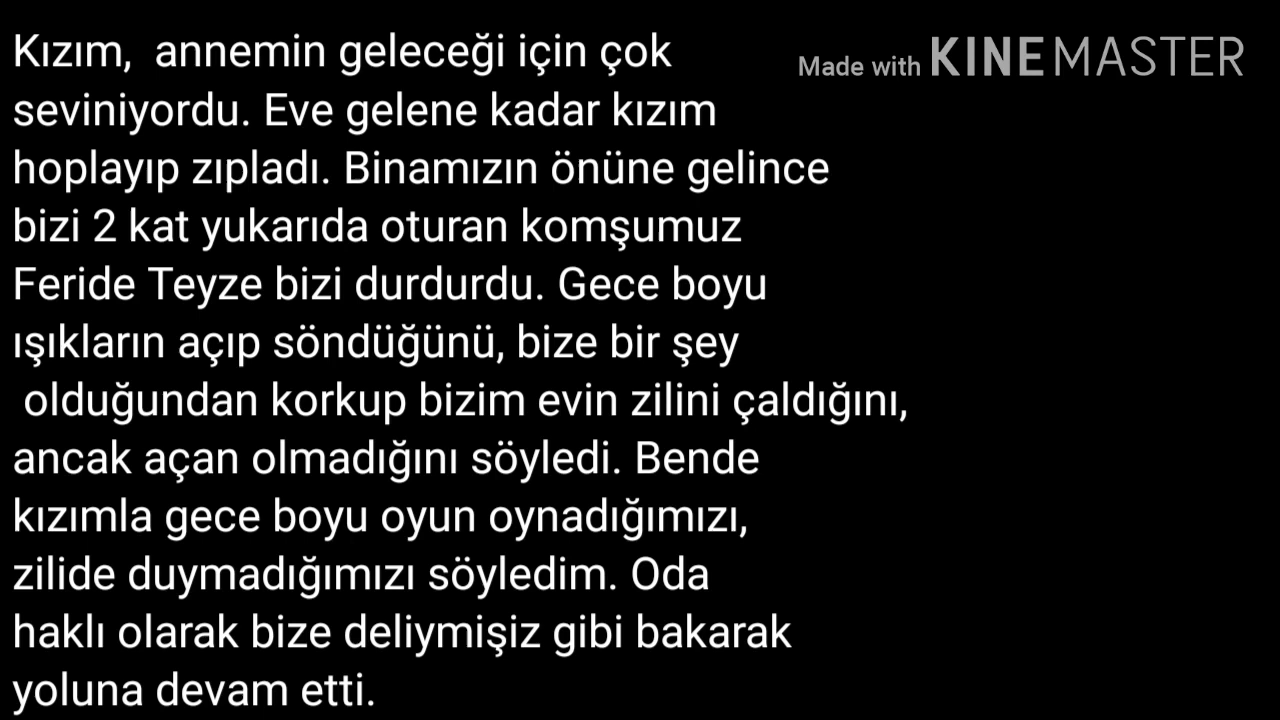 Kızım,  annemin geleceği için çok
Made with KINEMASTER
seviniyordu. Eve gelene kadar kızım
hoplayıp zıpladı. Binamızın önüne gelince
bizi 2 kat yukarıda oturan komşumuz
Feride Teyze bizi durdurdu. Gece boyu
ışıkların açıp söndüğünü, bize bir şey
olduğundan korkup bizim evin zilini çaldığını,
ancak açan olmadığını söyledi. Bende
kızımla gece boyu oyun oynadığımızı,
zilide duymadığımızı söyledim. Oda
haklı olarak bize deliymişiz gibi bakarak
yoluna devam etti.